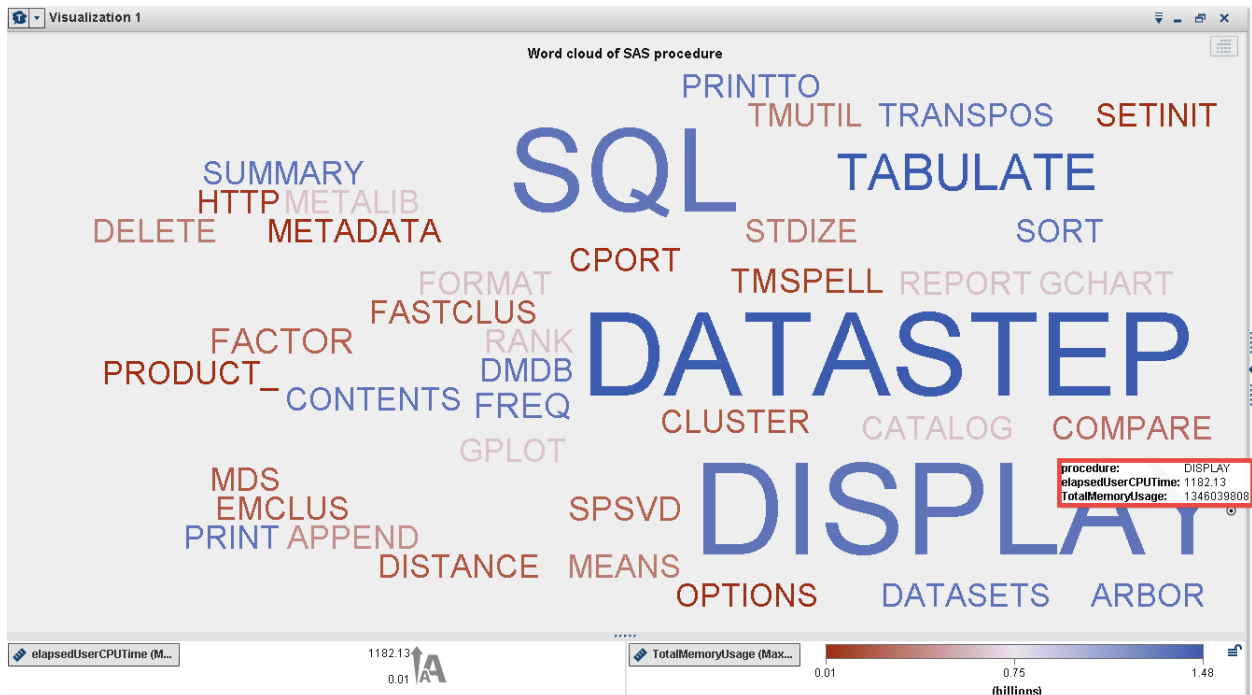 Visualization 1
Word cloud of SAS procedure
PRINTTO
TMUTIL TRANSPOS SETINIT
SQL
SUMMARY TABULATE
HTTP METALIB
DELETE METADATA STDIZE SORT
CPORT
FORMAT TMSPELL REPORT GCHART
FASTCLUS
FACTOR RANK DATASTEP
PRODUCT_ DMDB
CONTENTS FREQ
CLUSTER CATALOG COMPARE
GPLOT
procedure: DISPLAY
elapsedUserCPUTime: 1182.13
TotalMemoryUsage: 1346039808
MDS DISPLAY
EMCLUS SPSVD
PRINT APPEND
DISTANCE MEANS
OPTIONS DATASETS ARBOR
elapsedUserCPUTime (M... 1182.13 TotalMemoryUsage (Max...
0.01 AA 0.01 0.75 1.48
(billions)